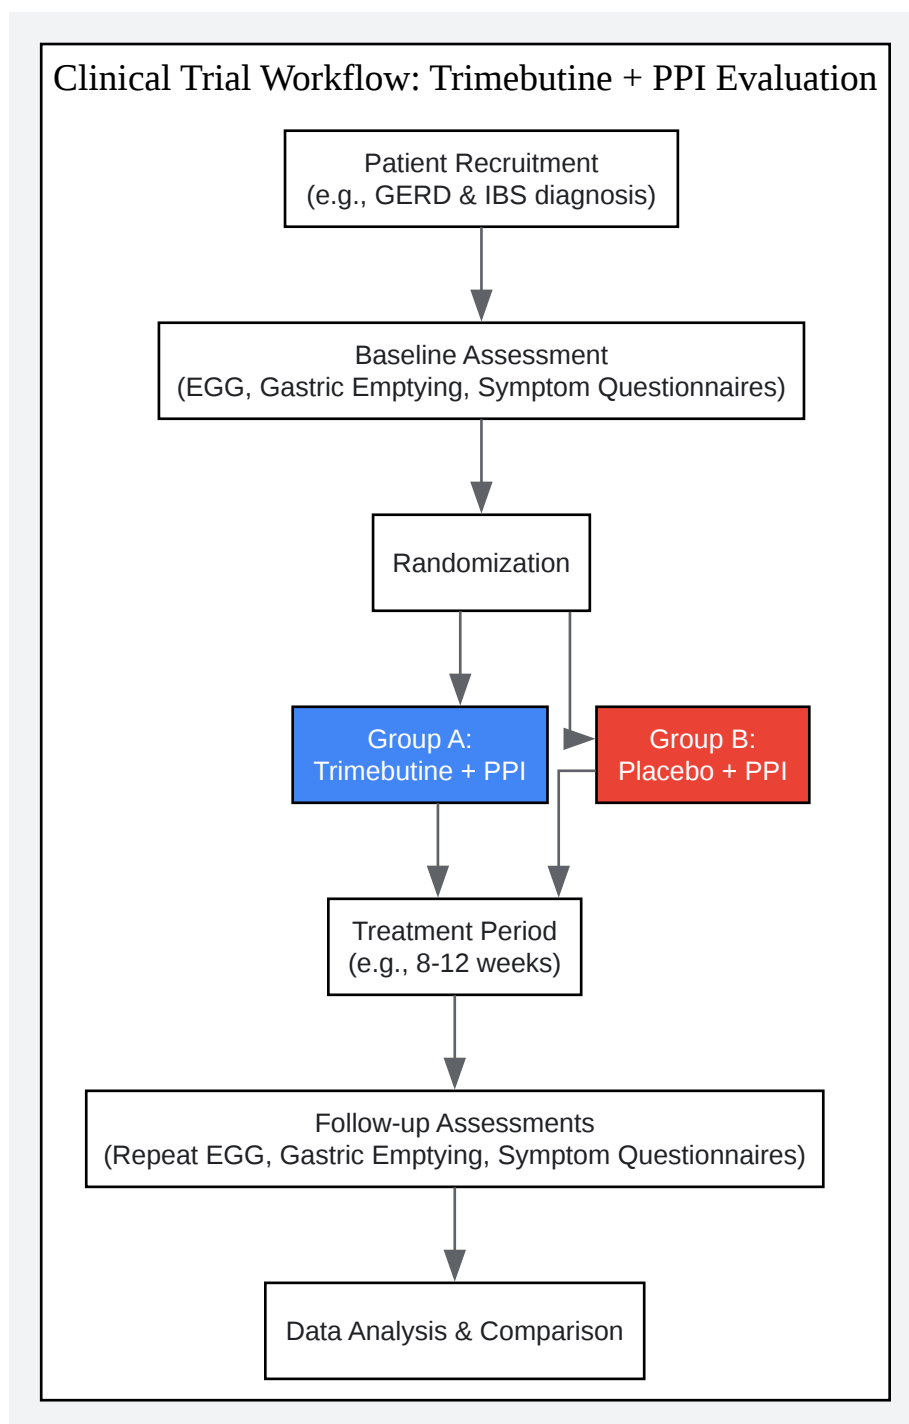 Clinical Trial Workflow: Trimebutine + PPI Evaluation
Patient Recruitment
(e.g., GERD & IBS diagnosis)
Baseline Assessment
(EGG, Gastric Emptying, Symptom Questionnaires)
Randomization
Group A:
Trimebutine + PPI
Group B:
Placebo + PPI
Treatment Period
(e.g., 8-12 weeks)
Follow-up Assessments
(Repeat EGG, Gastric Emptying, Symptom Questionnaires)
Data Analysis & Comparison